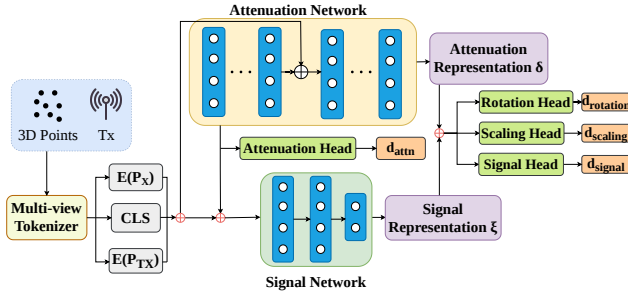 Attenuation Network
Attenuation
Representation δ
3D Points
Tx
Rotation Head
d_rotation
Scaling Head
d_scaling
Signal Head
d_signal
Attenuation Head
d_attn
Multi-view
Tokenizer
E(P_X)
CLS
E(P_TX)
Signal
Representation ξ
Signal Network